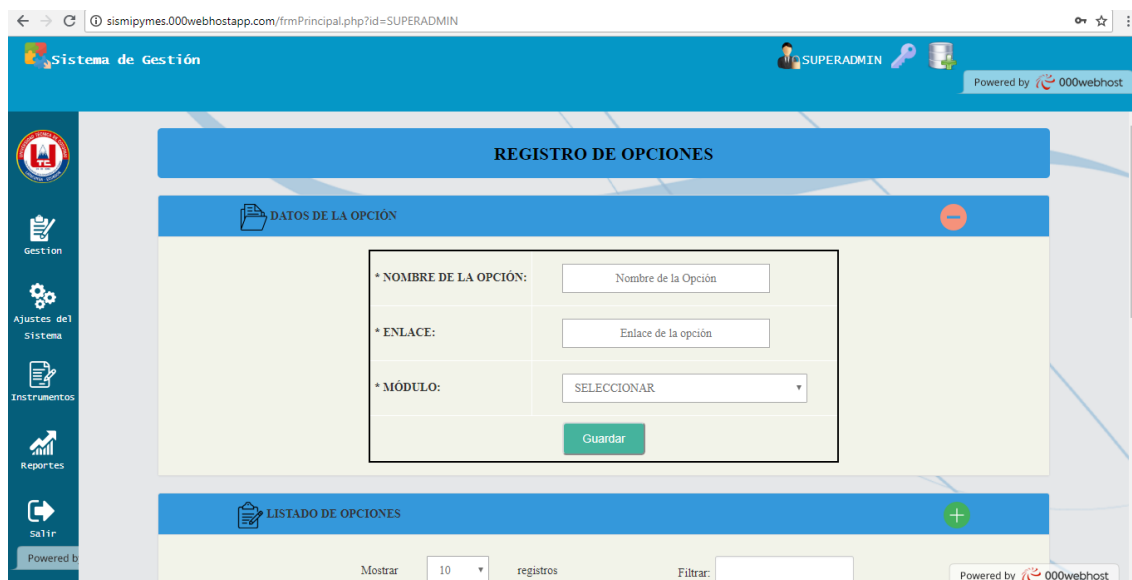 sismipymes.000webhostapp.com/frmPrincipal.php?id=SUPERADMIN
Sistema de Gestión
SUPERADMIN
Powered by 000webhost
UTC
REGISTRO DE OPCIONES
DATOS DE LA OPCIÓN
* NOMBRE DE LA OPCIÓN:
Nombre de la Opción
* ENLACE:
Enlace de la opción
* MÓDULO:
SELECCIONAR
Guardar
Gestion
Ajustes del
Sistema
Instrumentos
Reportes
Salir
Powered b
LISTADO DE OPCIONES
Mostrar 10 registros
Filtrar:
Powered by 000webhost